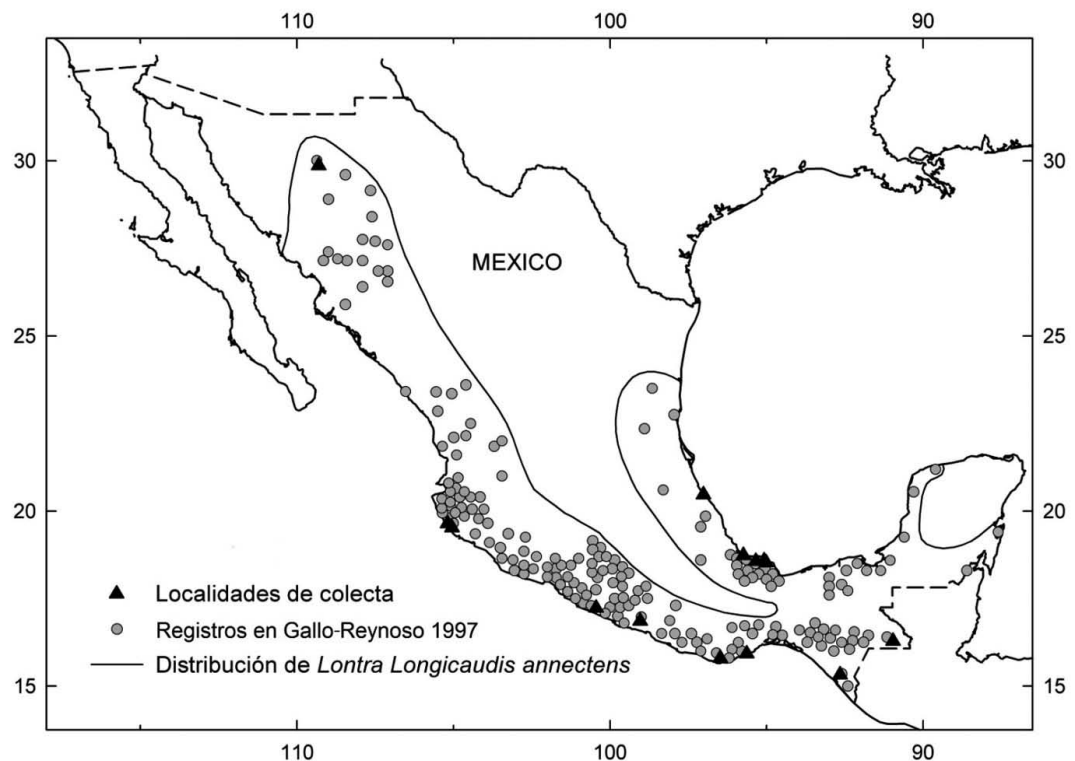 110 100 90
30 30
MEXICO
25 25
20 20
Localidades de colecta
Registros en Gallo-Reynoso 1997
Distribución de Lontra Longicaudis annectens
15 15
110 100 90